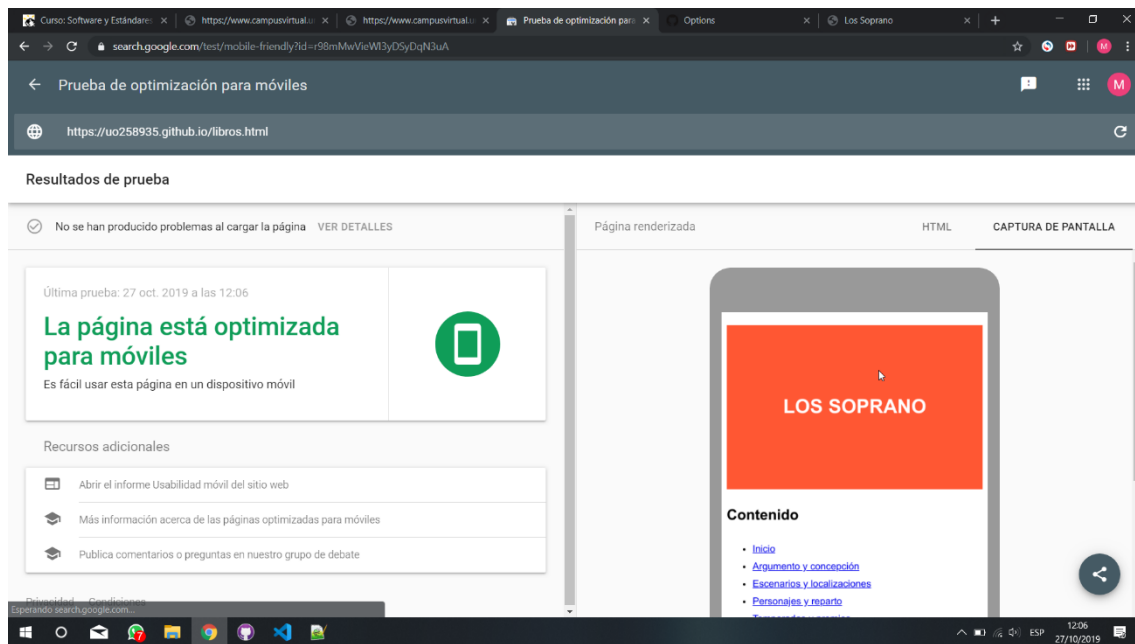 Curso: Software y Estándares
https://www.campusvirtual.u
https://www.campusvirtual.u
Prueba de optimización para
Options
Los Soprano
search.google.com/test/mobile-friendly?id=r98mMwVieWl3yDSyDqN3uA
M
Prueba de optimización para móviles
M
https://uo258935.github.io/libros.html
Resultados de prueba
No se han producido problemas al cargar la página VER DETALLES
Página renderizada
HTML
CAPTURA DE PANTALLA
Última prueba: 27 oct. 2019 a las 12:06
La página está optimizada
para móviles
Es fácil usar esta página en un dispositivo móvil
Recursos adicionales
Abrir el informe Usabilidad móvil del sitio web
Más información acerca de las páginas optimizadas para móviles
Publica comentarios o preguntas en nuestro grupo de debate
Privacidad Condiciones
Esperando search.google.com...
LOS SOPRANO
Contenido
Inicio
Argumento y concepción
Escenarios y localizaciones
Personajes y reparto
Temporadas y premios
ESP
12:06
27/10/2019